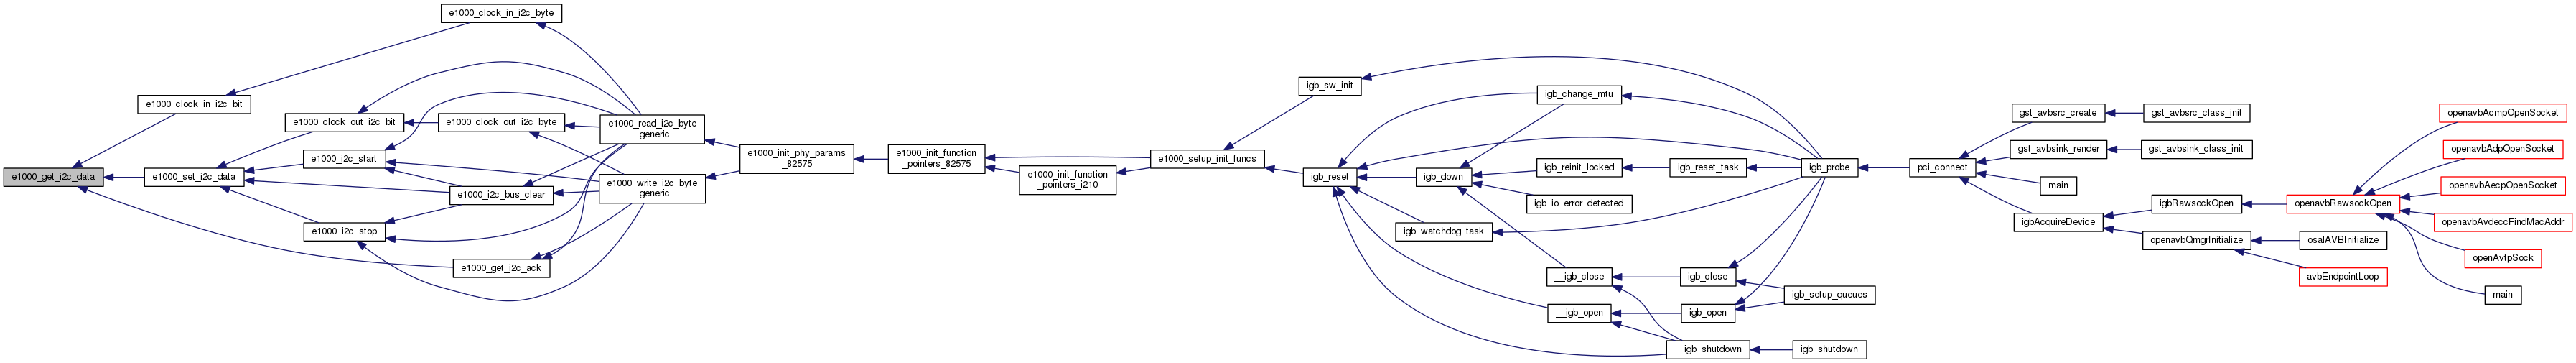 e1000_get_i2c_data
e1000_clock_in_i2c_bit
e1000_clock_in_i2c_byte
e1000_set_i2c_data
e1000_clock_out_i2c_bit
e1000_clock_out_i2c_byte
e1000_i2c_start
e1000_i2c_bus_clear
e1000_i2c_stop
e1000_get_i2c_ack
e1000_read_i2c_byte
_generic
e1000_write_i2c_byte
_generic
e1000_init_phy_params
_82575
e1000_init_function
_pointers_82575
e1000_init_function
_pointers_i210
e1000_setup_init_funcs
igb_sw_init
igb_reset
igb_change_mtu
igb_down
igb_reinit_locked
igb_reset_task
igb_io_error_detected
igb_watchdog_task
__igb_close
igb_close
__igb_open
igb_open
igb_setup_queues
__igb_shutdown
igb_shutdown
igb_probe
pci_connect
gst_avbsrc_create
gst_avbsrc_class_init
gst_avbsink_render
gst_avbsink_class_init
main
igbAcquireDevice
igbRawsockOpen
openavbQmgrInitialize
osalAVBInitialize
avbEndpointLoop
openavbRawsockOpen
openavbAcmpOpenSocket
openavbAdpOpenSocket
openavbAecpOpenSocket
openavbAvdeccFindMacAddr
openAvtpSock
main